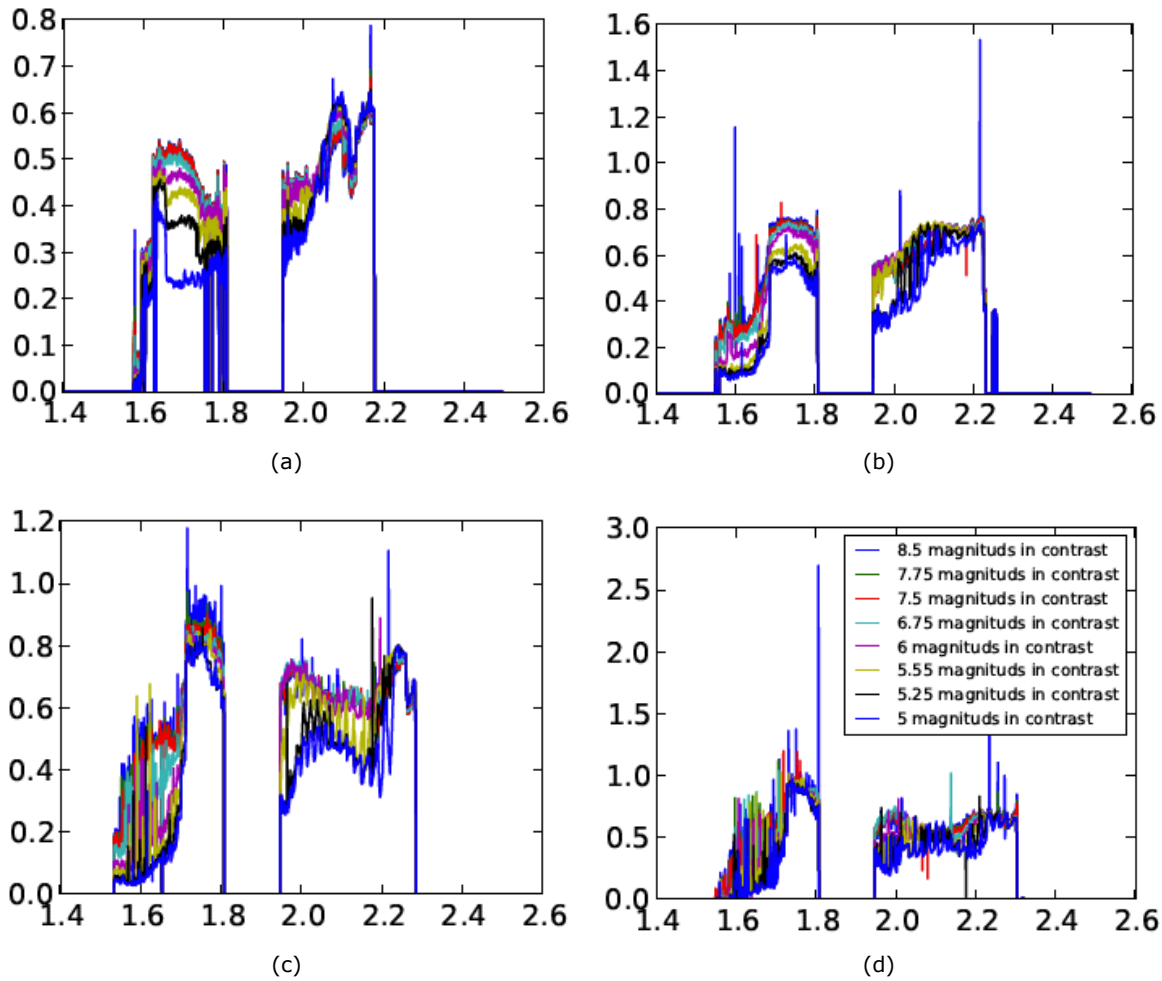 0.8
0.7
0.6
0.5
0.4
0.3
0.2
0.1
0.0
1.4 1.6 1.8 2.0 2.2 2.4 2.6
(a)
1.6
1.4
1.2
1.0
0.8
0.6
0.4
0.2
0.0
1.4 1.6 1.8 2.0 2.2 2.4 2.6
(b)
1.2
1.0
0.8
0.6
0.4
0.2
0.0
1.4 1.6 1.8 2.0 2.2 2.4 2.6
(c)
3.0
2.5
2.0
1.5
1.0
0.5
0.0
8.5 magnituds in contrast
7.75 magnituds in contrast
7.5 magnituds in contrast
6.75 magnituds in contrast
6 magnituds in contrast
5.55 magnituds in contrast
5.25 magnituds in contrast
5 magnituds in contrast
1.4 1.6 1.8 2.0 2.2 2.4 2.6
(d)